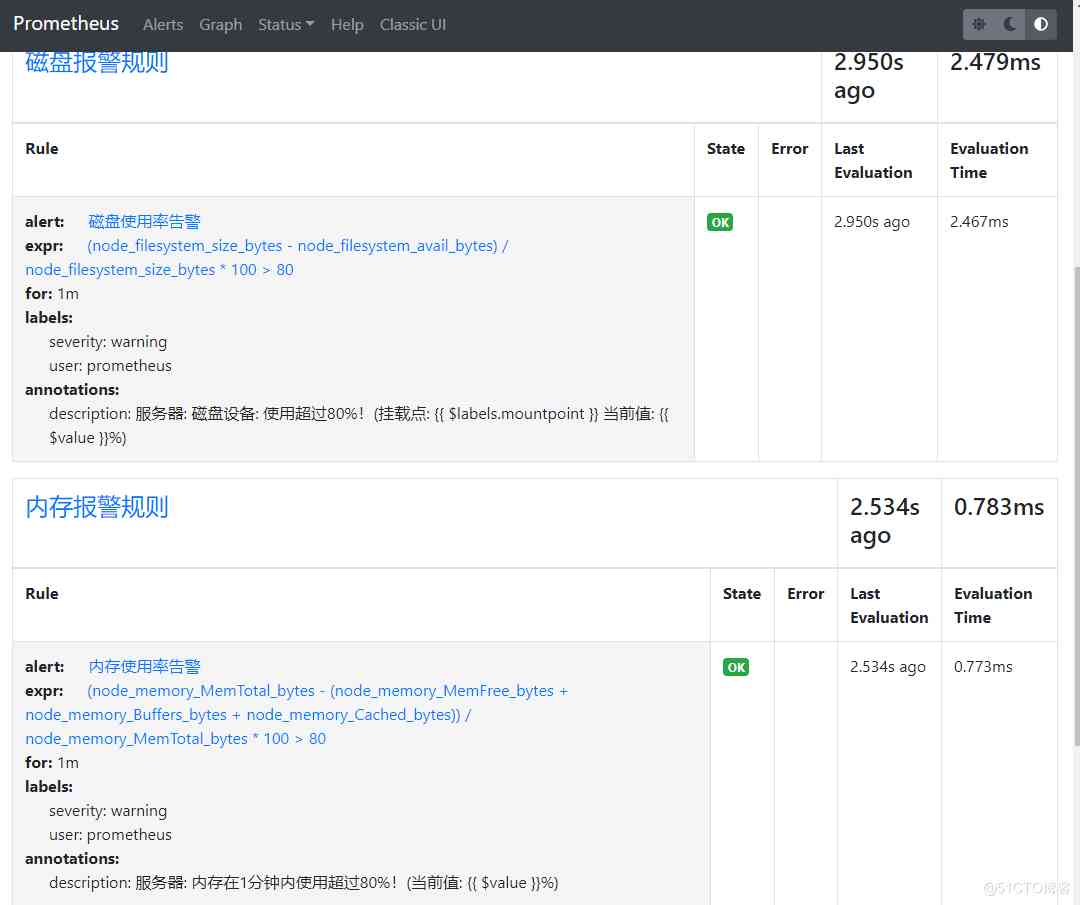 Prometheus Alerts Graph Status Help Classic UI
磁盘报警规则 2.950s ago 2.479ms
Rule State Error Last Evaluation Evaluation Time
alert: 磁盘使用率告警 OK 2.950s ago 2.467ms
expr: (node_filesystem_size_bytes - node_filesystem_avail_bytes) /
node_filesystem_size_bytes * 100 > 80
for: 1m
labels:
severity: warning
user: prometheus
annotations:
description: 服务器: 磁盘设备: 使用超过80%！(挂载点: {{ $labels.mountpoint }} 当前值: {{
$value }}%)
内存报警规则 2.534s ago 0.783ms
Rule State Error Last Evaluation Evaluation Time
alert: 内存使用率告警 OK 2.534s ago 0.773ms
expr: (node_memory_MemTotal_bytes - (node_memory_MemFree_bytes +
node_memory_Buffers_bytes + node_memory_Cached_bytes)) /
node_memory_MemTotal_bytes * 100 > 80
for: 1m
labels:
severity: warning
user: prometheus
annotations:
description: 服务器: 内存在1分钟内使用超过80%！(当前值: {{ $value }}%)
@51CTO博客